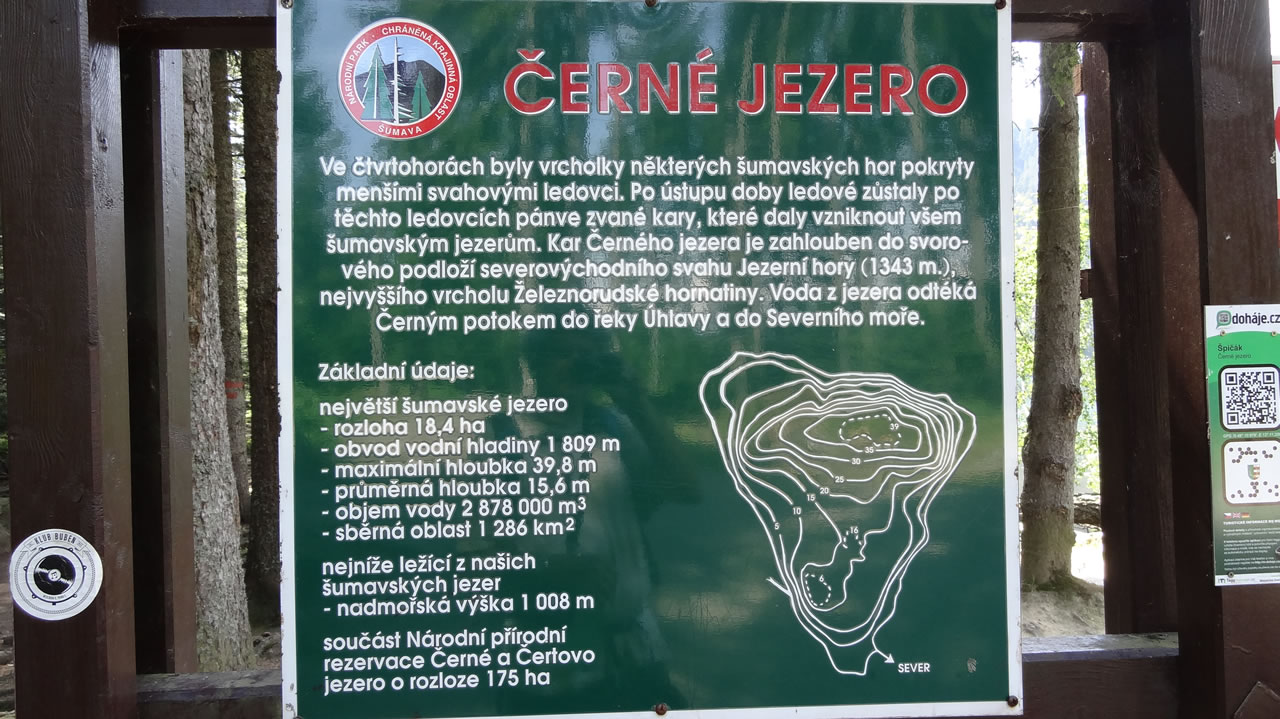 NÁRODNÍ PARK · CHRÁNĚNÁ KRAJINNÁ OBLAST
ŠUMAVA
ČERNÉ JEZERO
Ve čtvrtohorách byly vrcholky některých šumavských hor pokryty
menšími svahovými ledovci. Po ústupu doby ledové zůstaly po
těchto ledovcích pánve zvané kary, které daly vzniknout všem
šumavským jezerům. Kar Černého jezera je zahlouben do svoro-
vého podloží severovýchodního svahu Jezerní hory (1343 m.),
nejvyššího vrcholu Železnorudské hornatiny. Voda z jezera odtéká
Černým potokem do řeky Úhlavy a do Severního moře.
Základní údaje:
největší šumavské jezero
- rozloha 18,4 ha
- obvod vodní hladiny 1 809 m
- maximální hloubka 39,8 m
- průměrná hloubka 15,6 m
- objem vody 2 878 000 m³
- sběrná oblast 1 286 km²
nejníže ležící z našich
šumavských jezer
- nadmořská výška 1 008 m
součást Národní přírodní
rezervace Černé a Čertovo
jezero o rozloze 175 ha
39
35
30
25
20
15
10
5
16
6
SEVER
KLUB BUBEN
doháje.cz
Špičák
Černé jezero